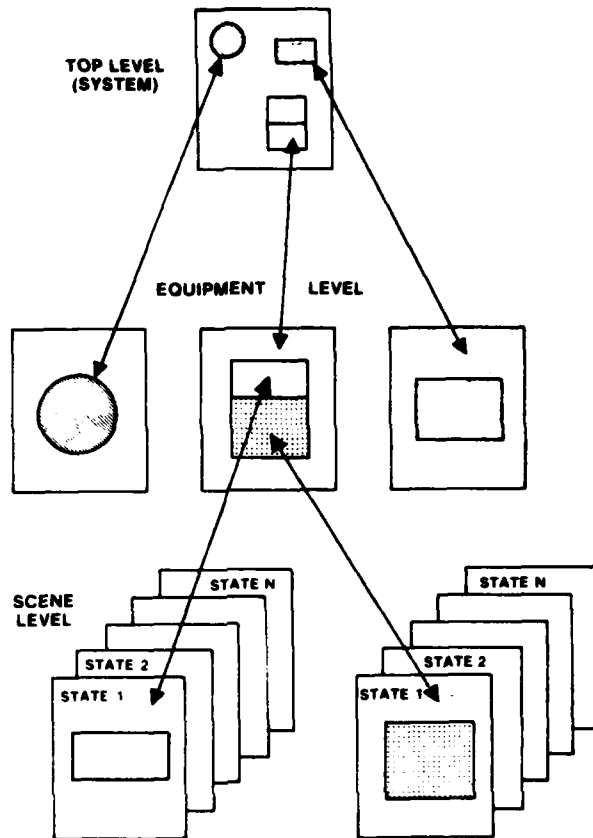 TOP LEVEL
(SYSTEM)
EQUIPMENT LEVEL
SCENE
LEVEL
STATE N
STATE 2
STATE 1
STATE N
STATE 2
STATE 1